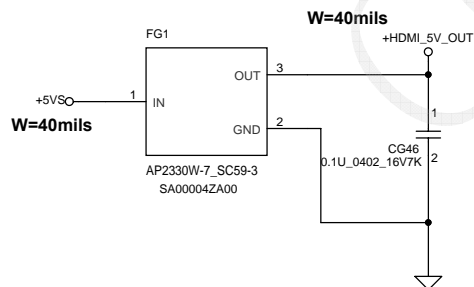 W=40mils
+HDMI_5V_OUT
FG1
OUT
3
1
IN
+5VS
W=40mils
GND
2
1
CG46
0.1U_0402_16V7K
2
AP2330W-7_SC59-3
SA00004ZA00